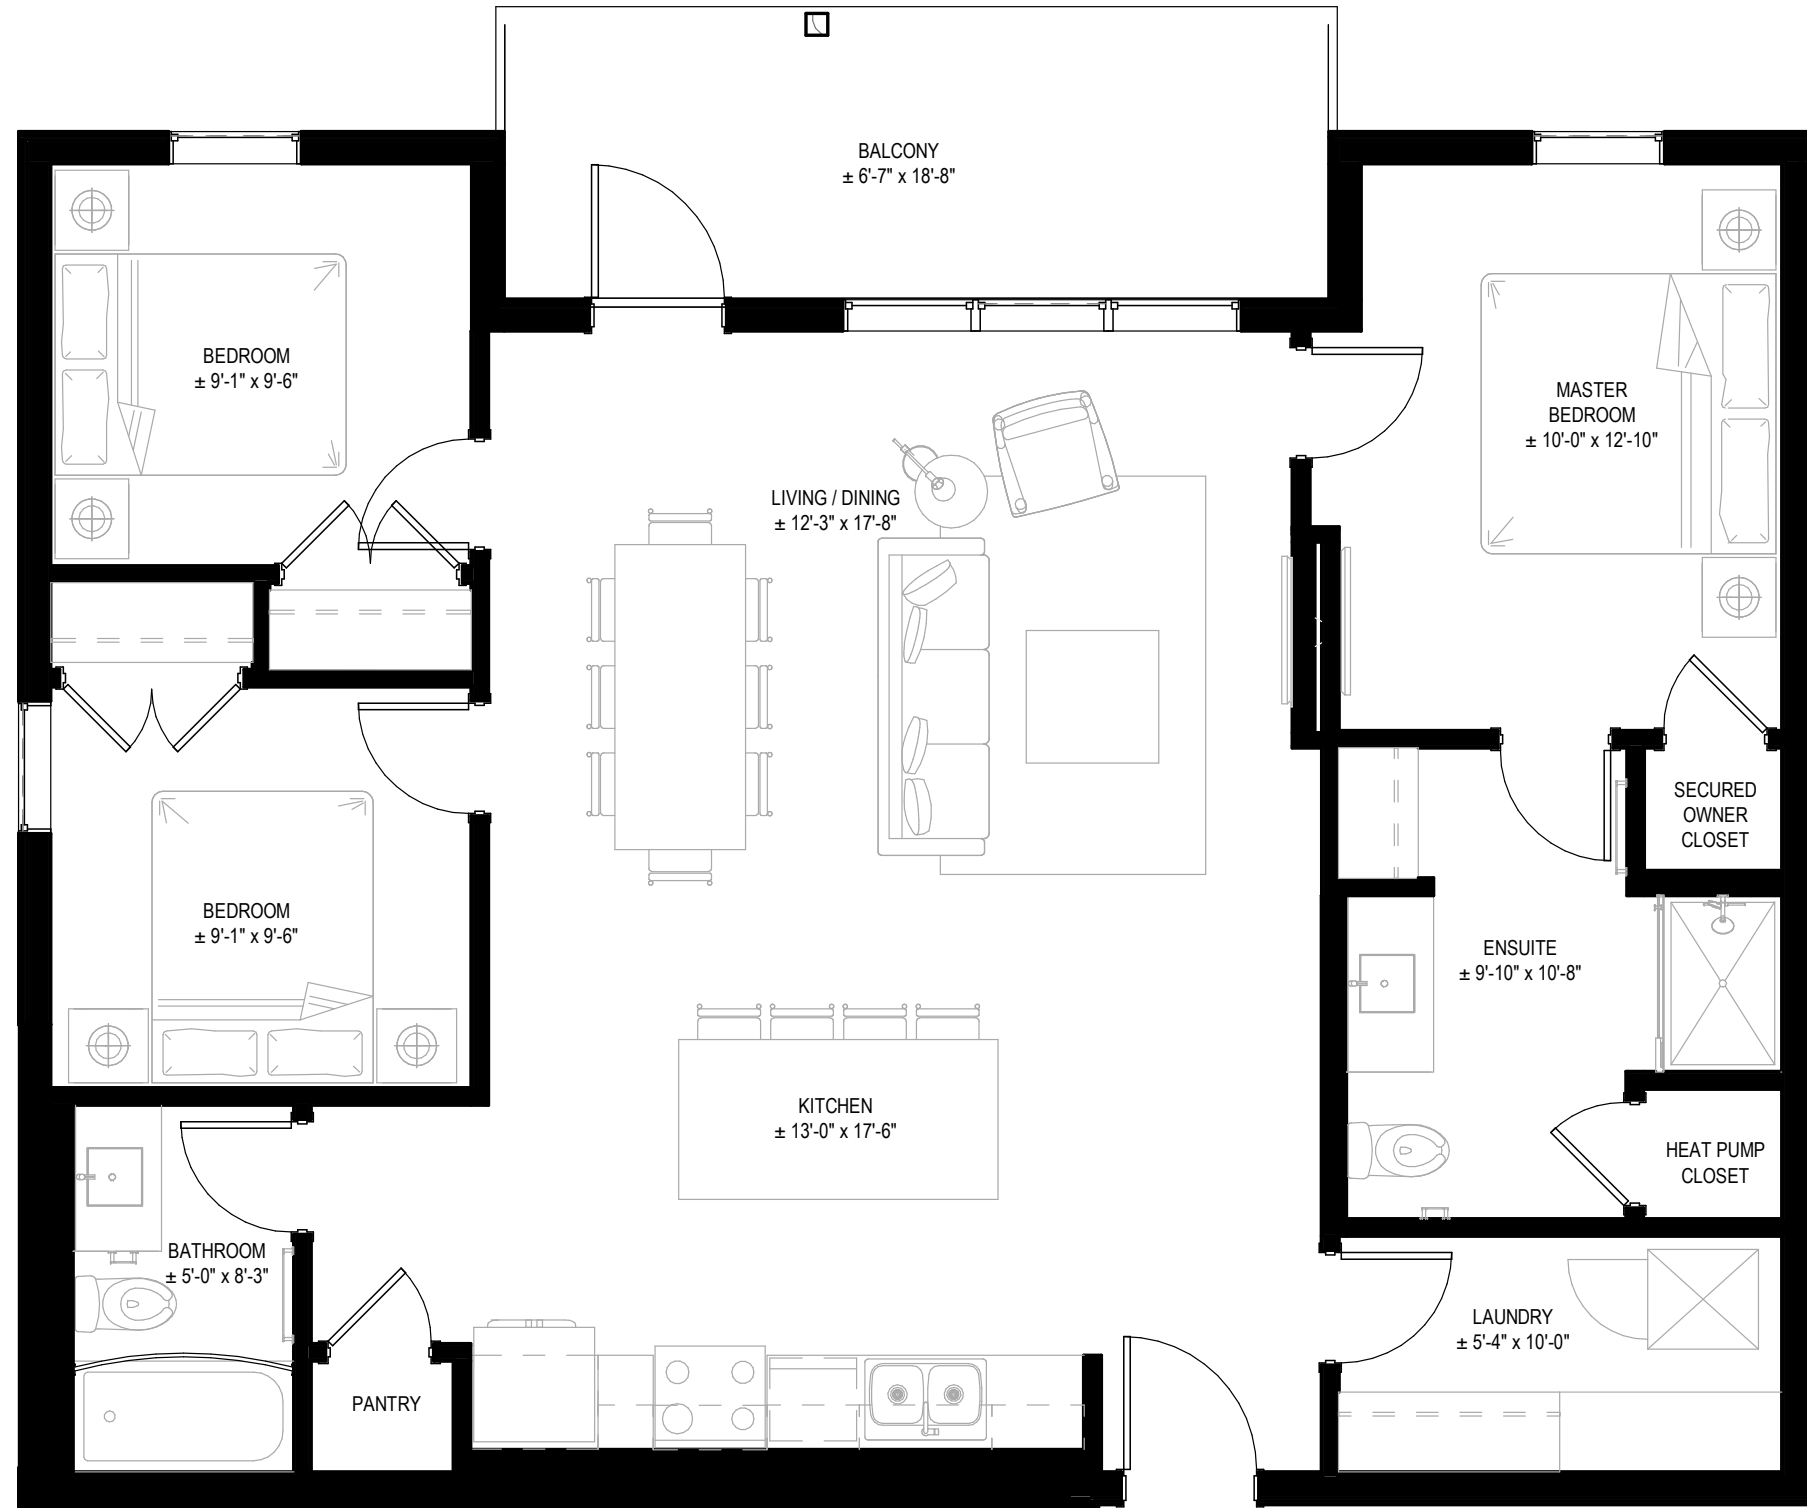 BALCONY
± 6'-7" x 18'-8"
BEDROOM
± 9'-1" x 9'-6"
MASTER
BEDROOM
± 10'-0" x 12'-10"
LIVING / DINING
± 12'-3" x 17'-8"
SECURED
OWNER
CLOSET
BEDROOM
± 9'-1" x 9'-6"
ENSUITE
± 9'-10" x 10'-8"
KITCHEN
± 13'-0" x 17'-6"
HEAT PUMP
CLOSET
BATHROOM
± 5'-0" x 8'-3"
LAUNDRY
± 5'-4" x 10'-0"
PANTRY